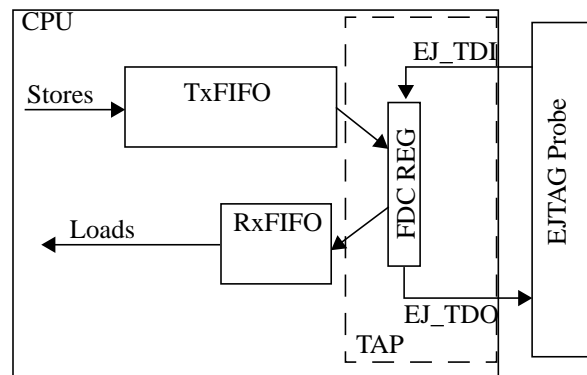 CPU
EJ_TDI
Stores
TxFIFO
FDC REG
EJTAG Probe
Loads
RxFIFO
EJ_TDO
TAP